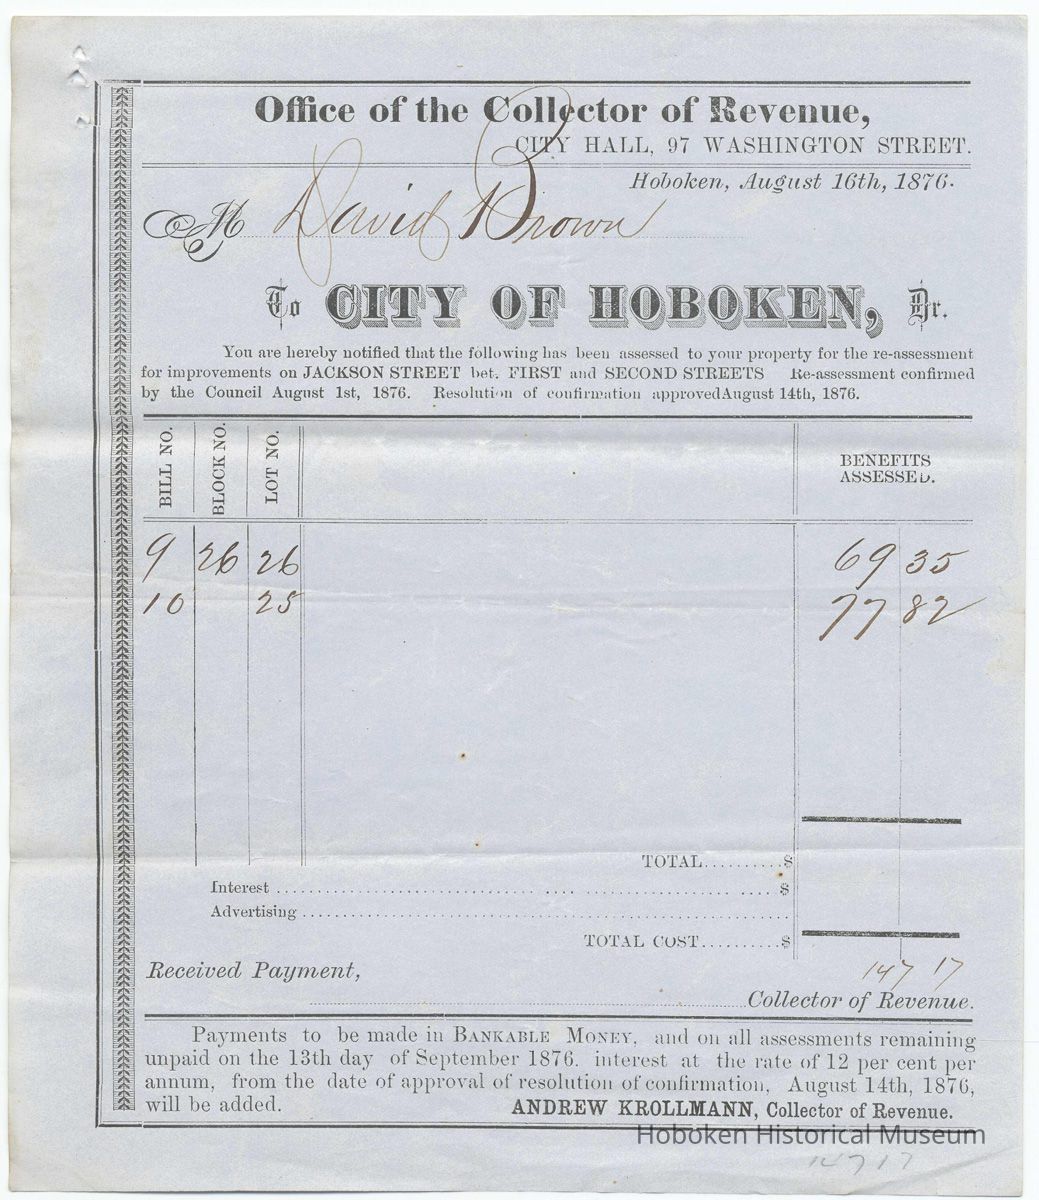 Office of the Collector of Revenue,
CITY HALL, 97 WASHINGTON STREET.
Hoboken, August 16th, 1876.
M David Brown
To CITY OF HOBOKEN, Dr.
You are hereby notified that the following has been assessed to your property for the re-assessment
for improvements on JACKSON STREET bet. FIRST and SECOND STREETS Re-assessment confirmed
by the Council August 1st, 1876. Resolution of confirmation approved August 14th, 1876.
BILL NO. BLOCK NO. LOT NO. BENEFITS
ASSESSED.
9 26 26 69 35
10 25 77 82
TOTAL..........$
Interest ..............................$
Advertising ..............................
TOTAL COST..........$
147 17
Received Payment,
Collector of Revenue.
Payments to be made in BANKABLE MONEY, and on all assessments remaining
unpaid on the 13th day of September 1876. interest at the rate of 12 per cent per
annum, from the date of approval of resolution of confirmation, August 14th, 1876,
will be added. ANDREW KROLLMANN, Collector of Revenue.
Hoboken Historical Museum
14717